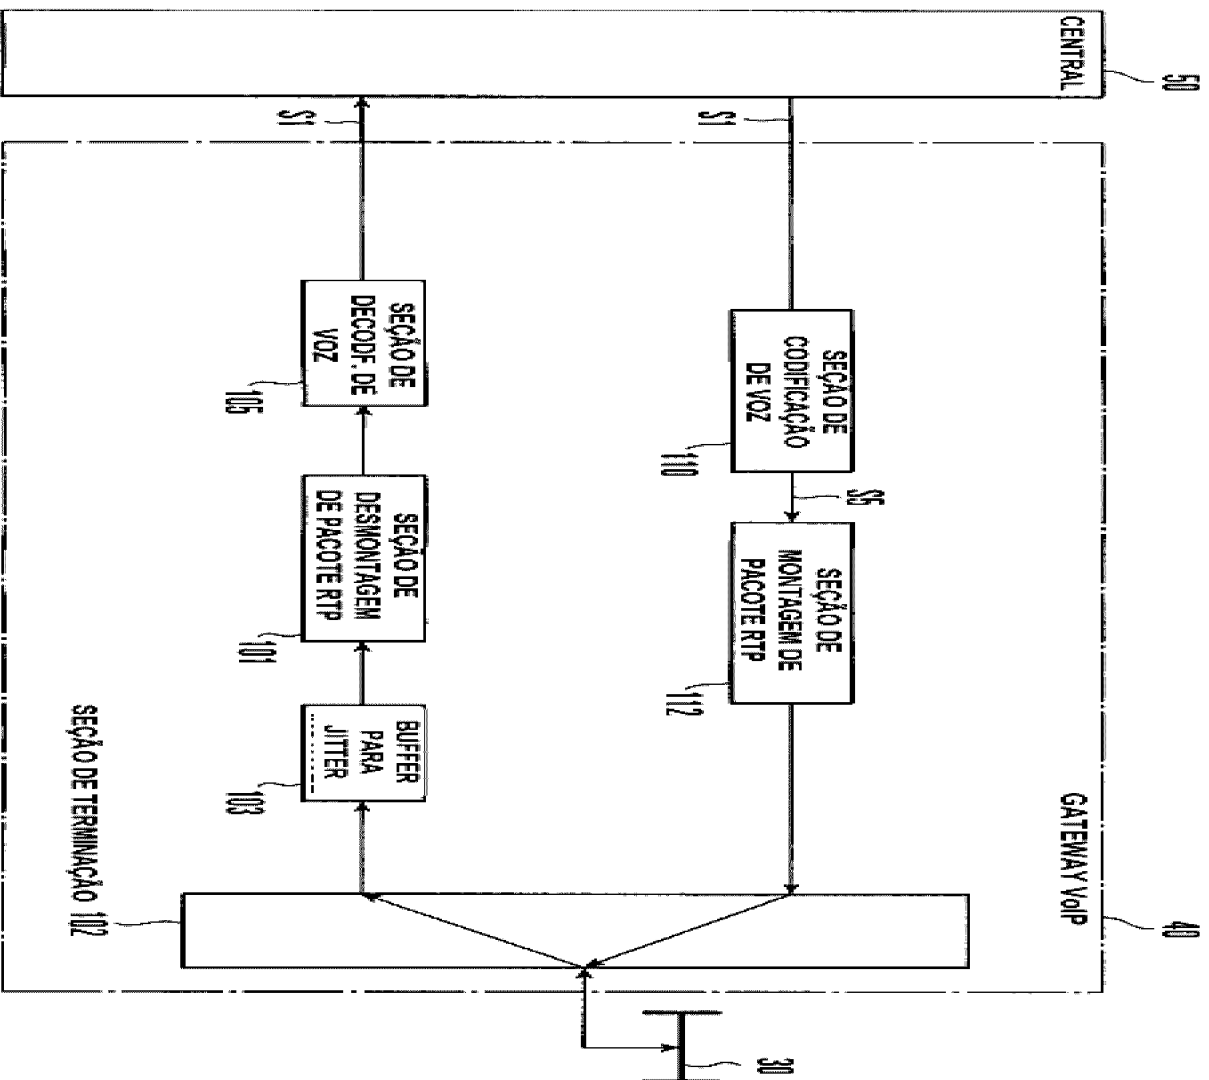 CENTRAL
50
S1
S1
GATEWAY VoIP
40
SEÇÃO DE
CODIFICAÇÃO
DE VOZ
110
S5
SEÇÃO DE
MONTAGEM DE
PACOTE RTP
112
SEÇÃO DE
DECODF. DE
VOZ
105
SEÇÃO DE
DESMONTAGEM
DE PACOTE RTP
101
BUFFER
PARA
JITTER
103
SEÇÃO DE TERMINAÇÃO 102
30